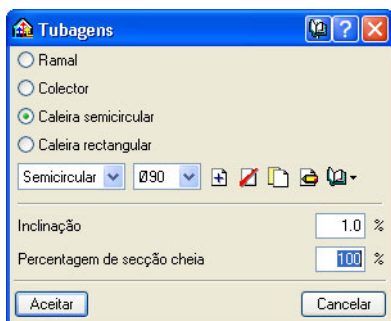 Tubagens
Ramal
Colector
Caleira semicircular
Caleira rectangular
Semicircular Ø90
Inclinação 1.0 %
Percentagem de secção cheia 100 %
Aceitar Cancelar